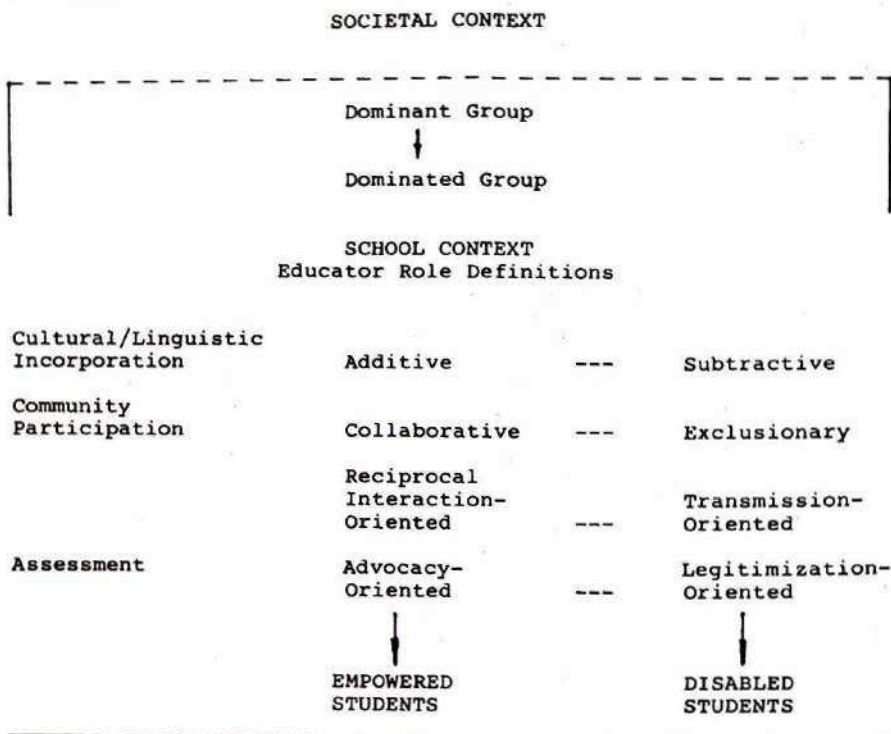 SOCIETAL CONTEXT
Dominant Group
Dominated Group
SCHOOL CONTEXT
Educator Role Definitions
Cultural/Linguistic
Incorporation Additive --- Subtractive
Community
Participation Collaborative --- Exclusionary
Reciprocal
Interaction- Transmission-
Oriented --- Oriented
Assessment Advocacy- Legitimization-
Oriented --- Oriented
EMPOWERED DISABLED
STUDENTS STUDENTS